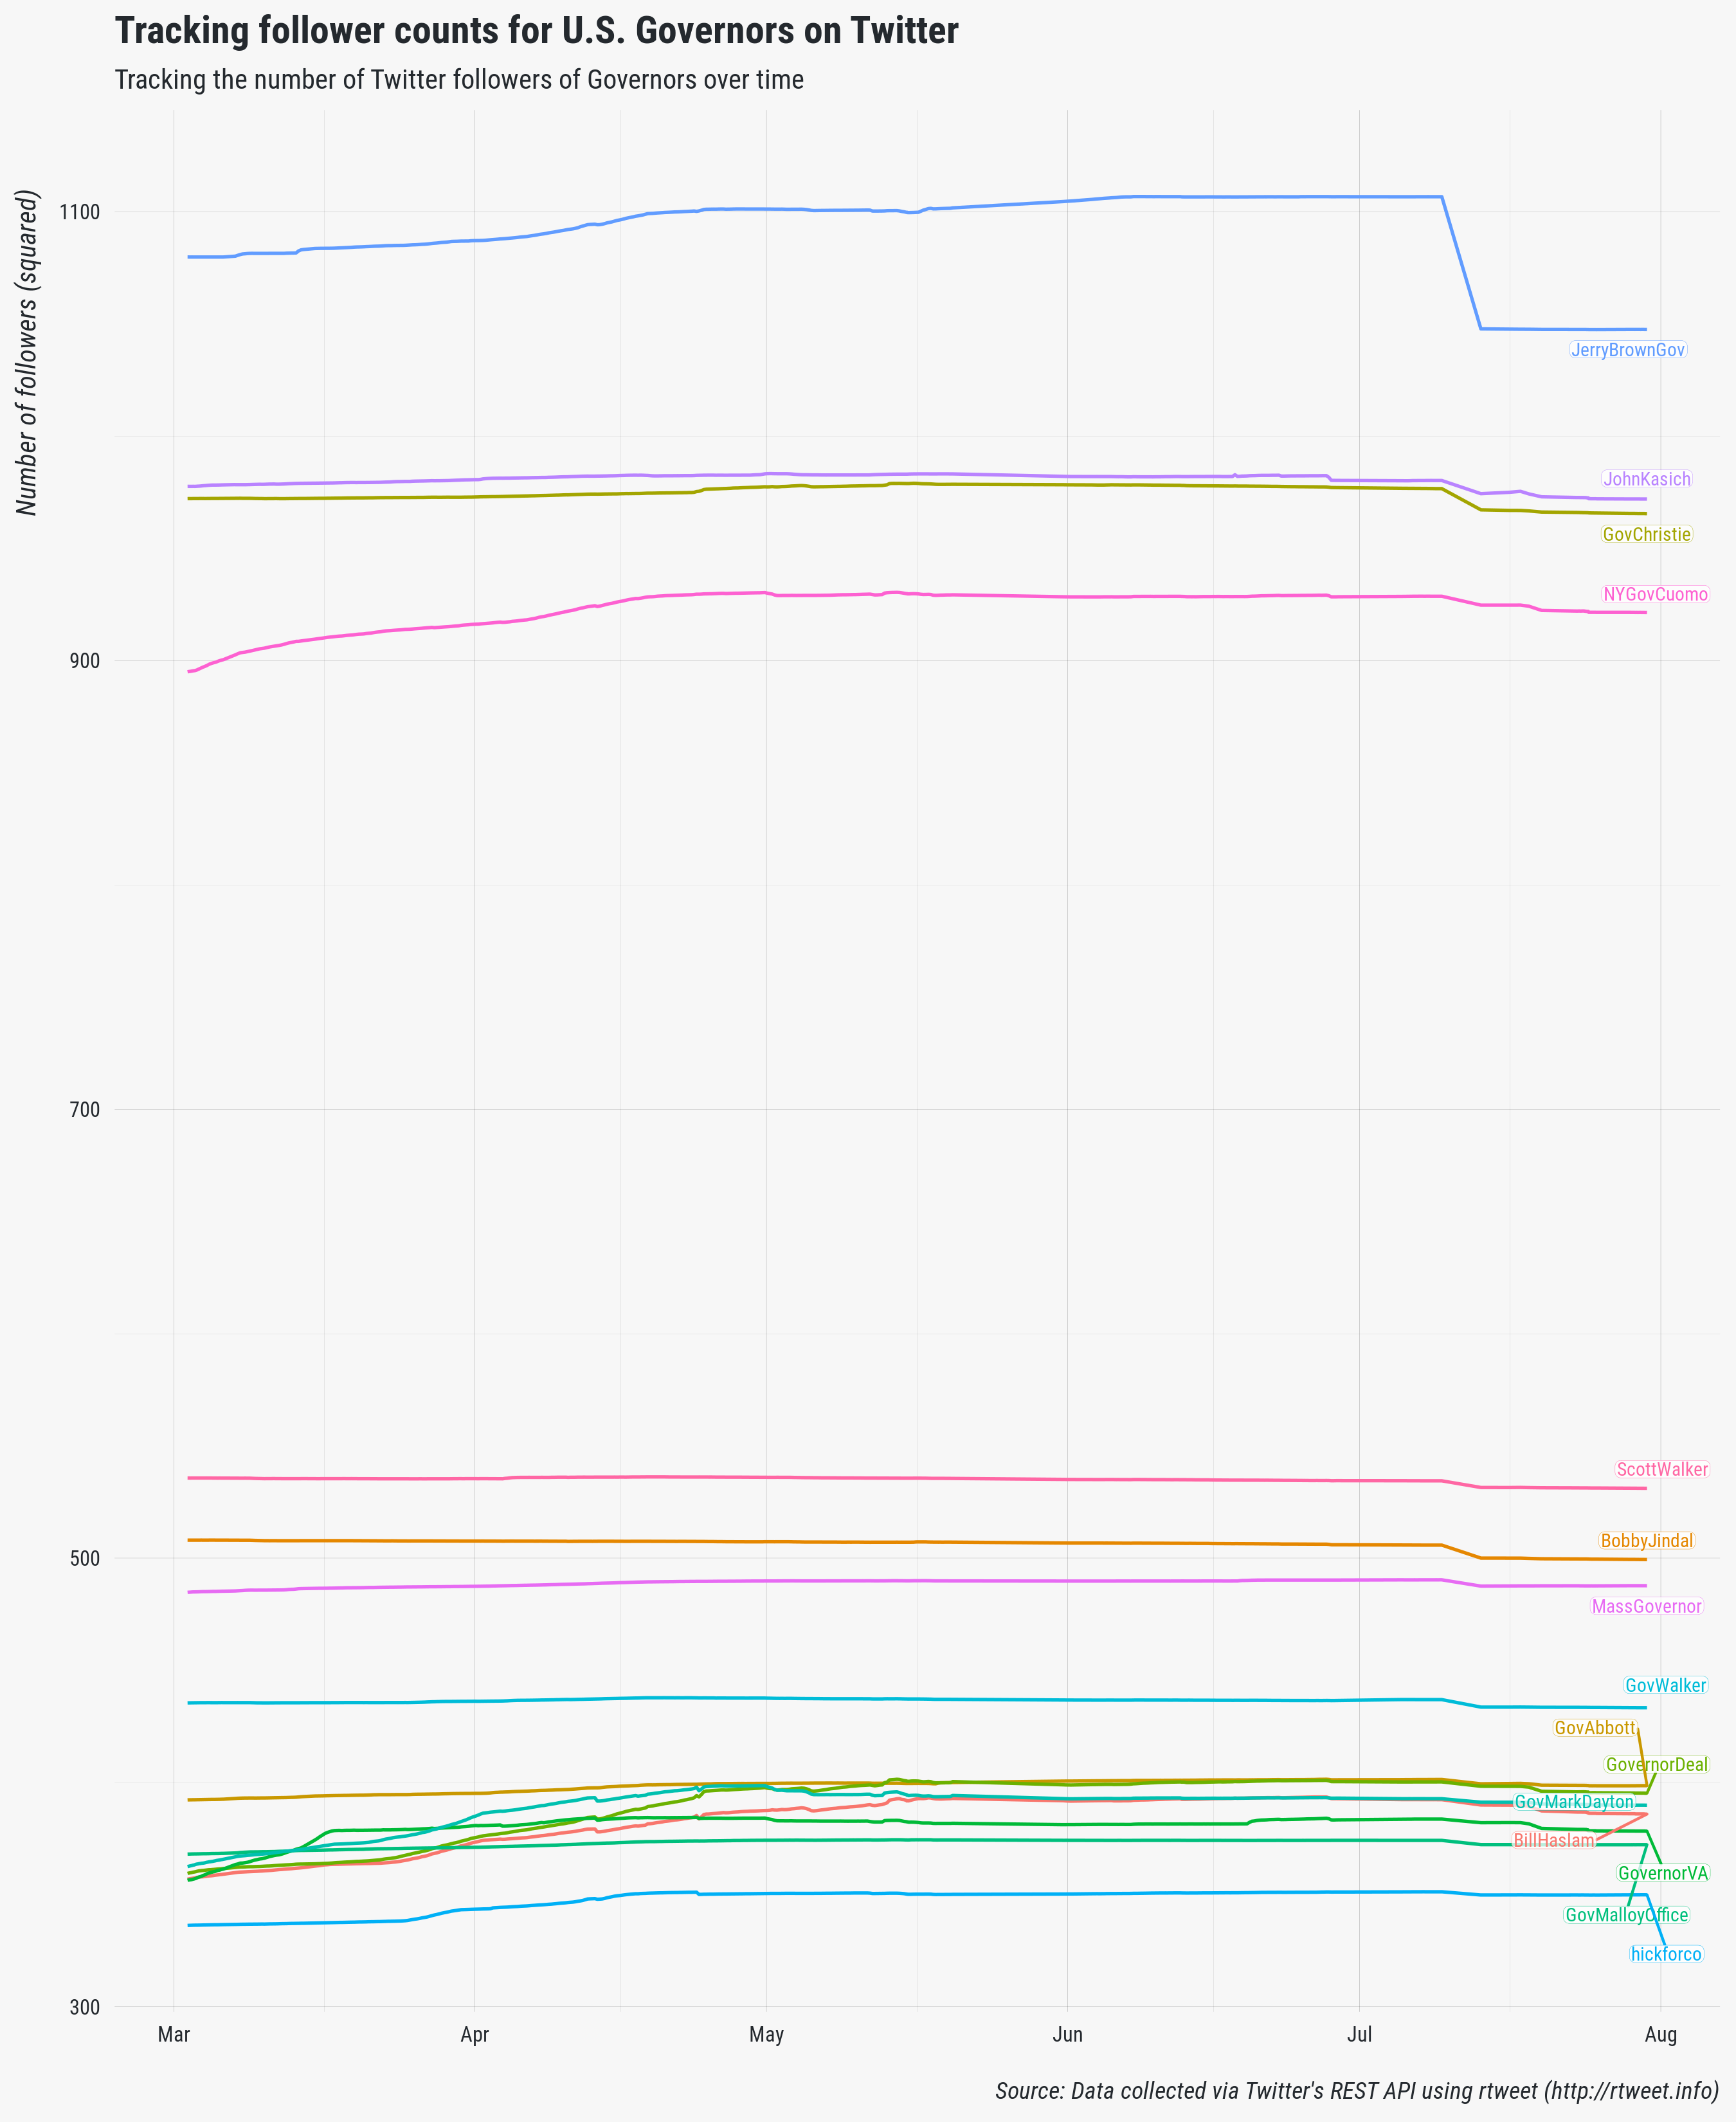 Tracking follower counts for U.S. Governors on Twitter
Tracking the number of Twitter followers of Governors over time
Number of followers (squared)
1100
900
700
500
300
JerryBrownGov
JohnKasich
GovChristie
NYGovCuomo
ScottWalker
BobbyJindal
MassGovernor
GovWalker
GovAbbott
GovernorDeal
GovMarkDayton
BillHaslam
GovernorVA
GovMalloyOffice
hickforco
Mar Apr May Jun Jul Aug
Source: Data collected via Twitter's REST API using rtweet (http://rtweet.info)